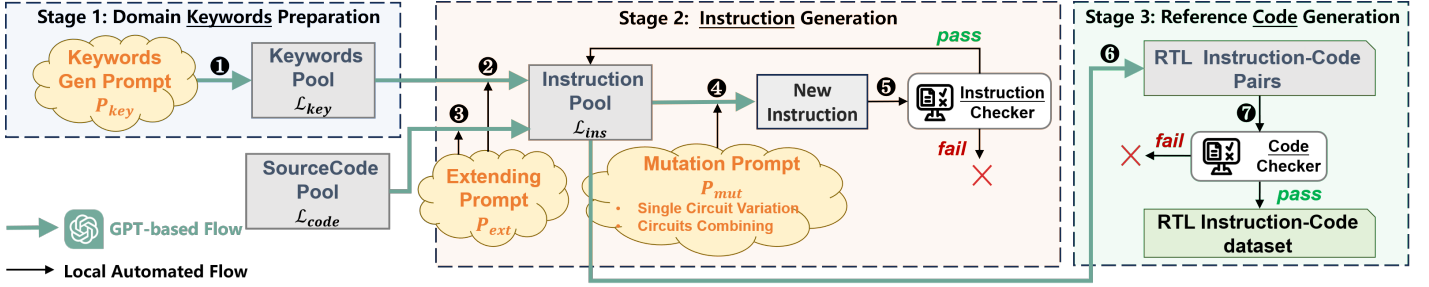 Stage 1: Domain Keywords Preparation
Keywords
Gen Prompt
P_key
❶
Keywords
Pool
ℒ_key
SourceCode
Pool
ℒ_code
GPT-based Flow
Local Automated Flow
Stage 2: Instruction Generation
❷
❸
Extending
Prompt
P_ext
Instruction
Pool
ℒ_ins
❹
Mutation Prompt
P_mut
• Single Circuit Variation
• Circuits Combining
New
Instruction
❺
pass
Instruction
Checker
fail
Stage 3: Reference Code Generation
❻
RTL Instruction-Code
Pairs
❼
fail
Code
Checker
pass
RTL Instruction-Code
dataset